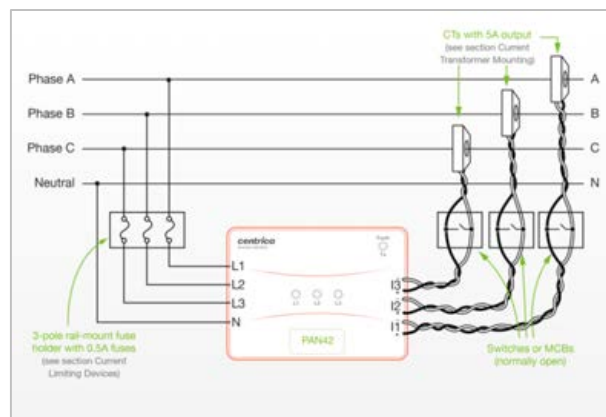 CTs with 5A output
(see section Current
Transformer Mounting)
Phase A
A
Phase B
B
Phase C
C
Neutral
N
centrica
L1
L2
L3
N
I3
I2
I1
PAN42
3-pole rail-mount fuse
holder with 0.5A fuses
(see section Current
Limiting Devices)
Switches or MCBs
(normally open)